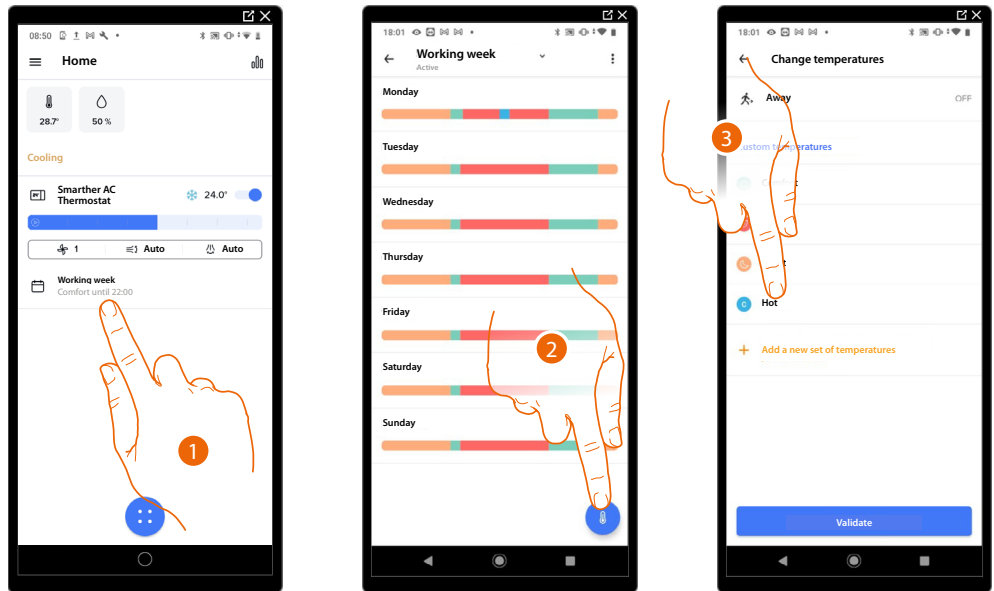 08:50
Home
28.7°
50 %
Cooling
Smarther AC
Thermostat
24.0°
1
Auto
Auto
Working week
Comfort until 22:00
1
18:01
Working week
Active
Monday
Tuesday
Wednesday
Thursday
Friday
Saturday
Sunday
2
18:01
Change temperatures
Away
OFF
3
temperatures
C
Hot
Add a new set of temperatures
Validate